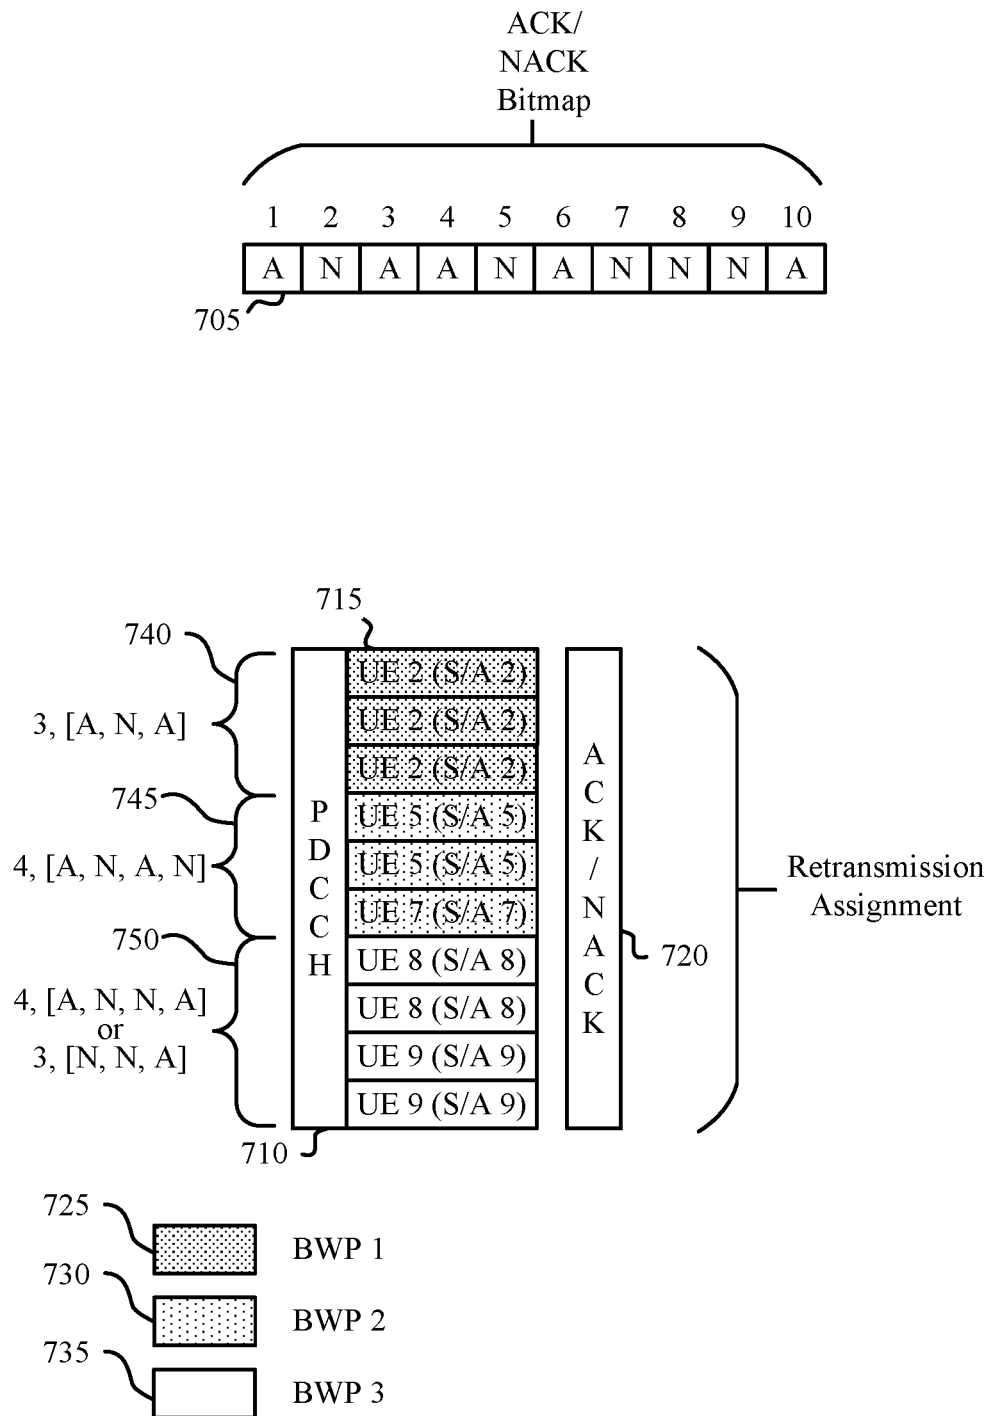 ACK/
NACK
Bitmap
1 2 3 4 5 6 7 8 9 10
A N A A N A N N N A
705
715
740
3, [A, N, A]
745
4, [A, N, A, N]
750
4, [A, N, N, A]
or
3, [N, N, A]
PDCCH
UE 2 (S/A 2)
UE 2 (S/A 2)
UE 2 (S/A 2)
UE 5 (S/A 5)
UE 5 (S/A 5)
UE 7 (S/A 7)
UE 8 (S/A 8)
UE 8 (S/A 8)
UE 9 (S/A 9)
UE 9 (S/A 9)
ACK/NACK
720
Retransmission
Assignment
710
725
BWP 1
730
BWP 2
735
BWP 3